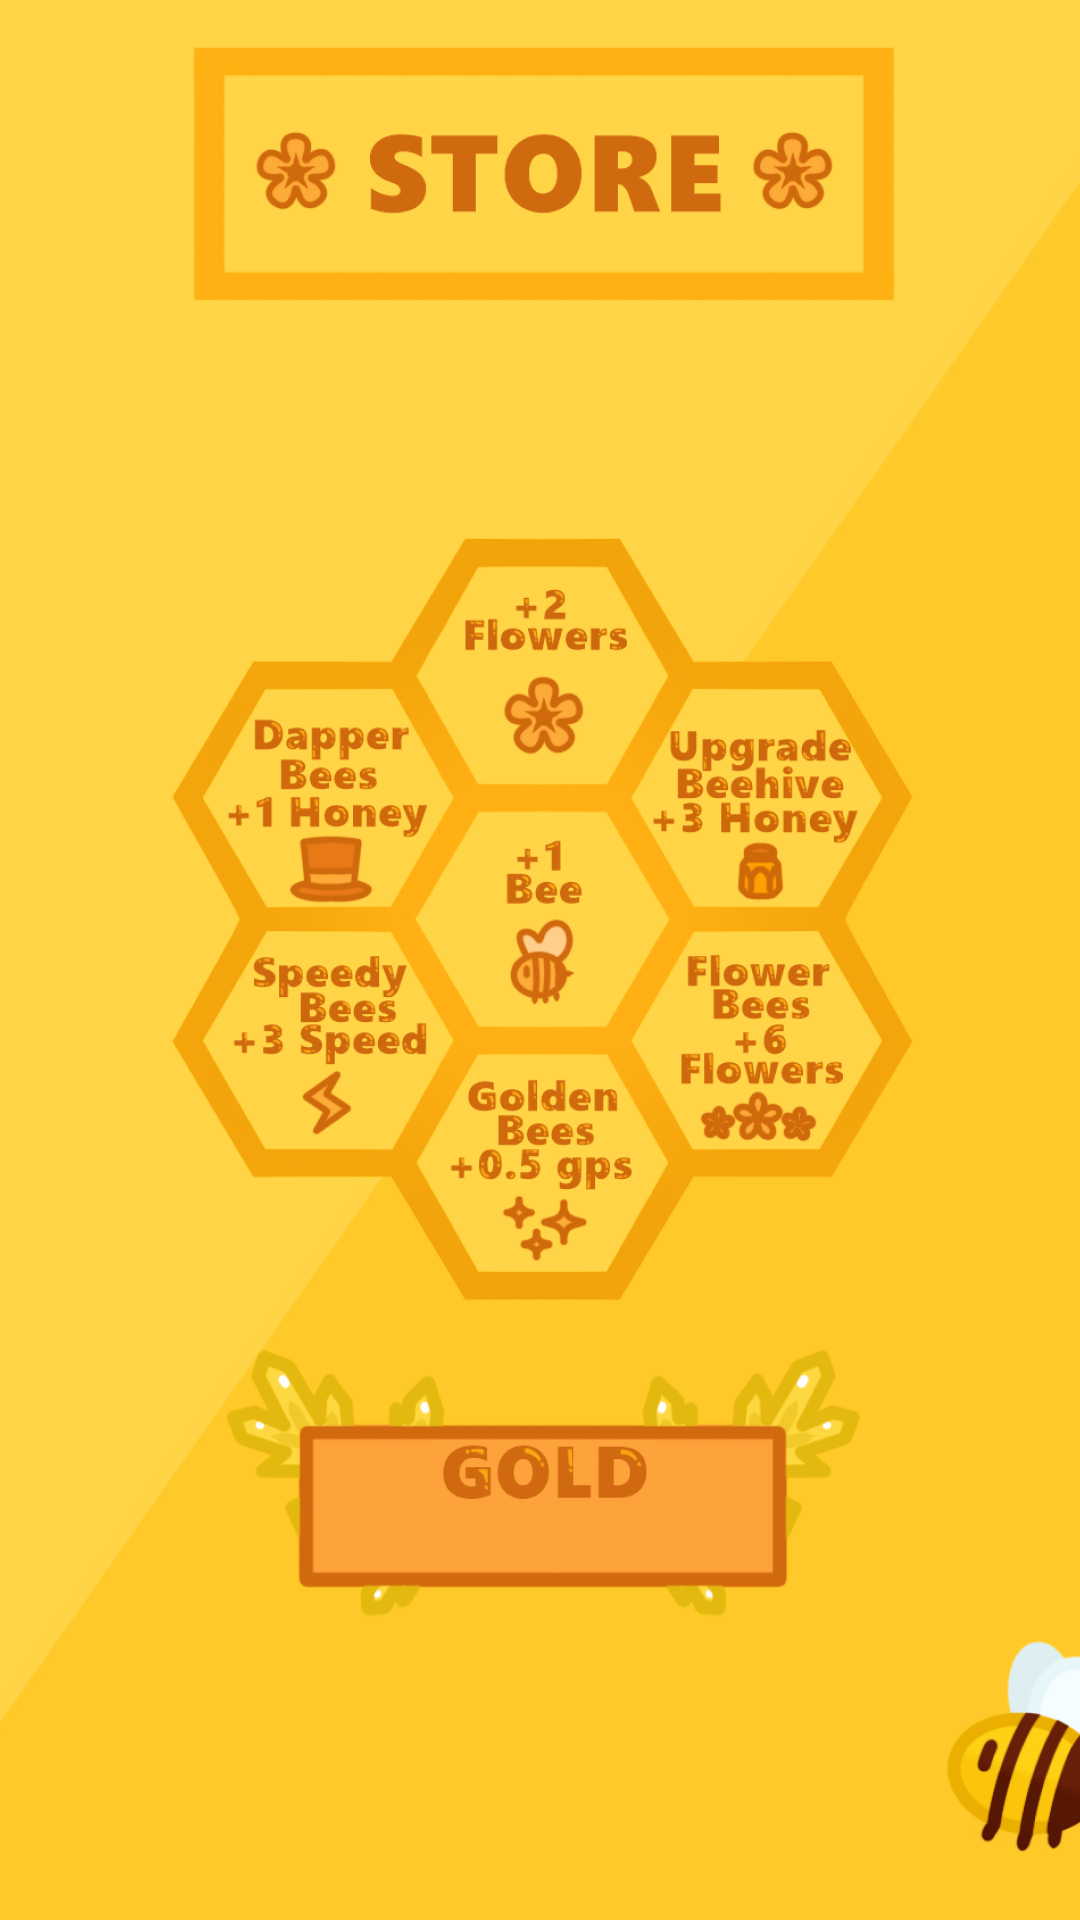 STORE
+2
Flowers
Dapper
Bees
+1 Honey
Upgrade
Beehive
+3 Honey
+1
Bee
Speedy
Bees
+3 Speed
Flower
Bees
+6
Flowers
Golden
Bees
+0.5 gps
GOLD